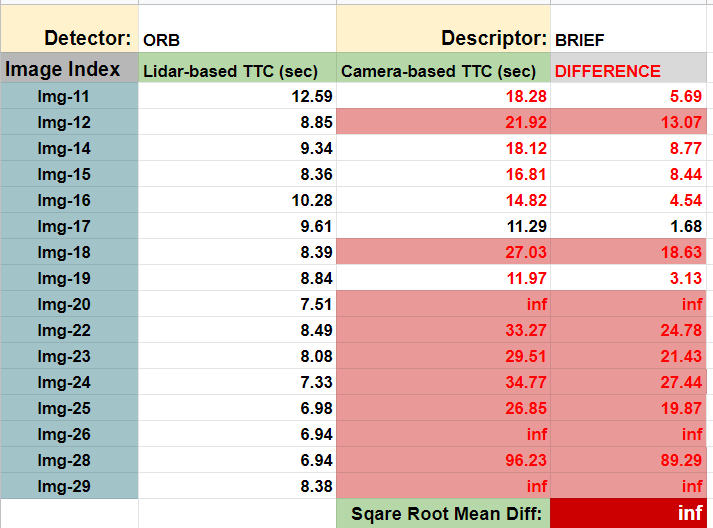 Detector: ORB Descriptor: BRIEF
Image Index Lidar-based TTC (sec) Camera-based TTC (sec) DIFFERENCE
Img-11 12.59 18.28 5.69
Img-12 8.85 21.92 13.07
Img-14 9.34 18.12 8.77
Img-15 8.36 16.81 8.44
Img-16 10.28 14.82 4.54
Img-17 9.61 11.29 1.68
Img-18 8.39 27.03 18.63
Img-19 8.84 11.97 3.13
Img-20 7.51 inf inf
Img-22 8.49 33.27 24.78
Img-23 8.08 29.51 21.43
Img-24 7.33 34.77 27.44
Img-25 6.98 26.85 19.87
Img-26 6.94 inf inf
Img-28 6.94 96.23 89.29
Img-29 8.38 inf inf
Sqare Root Mean Diff: inf